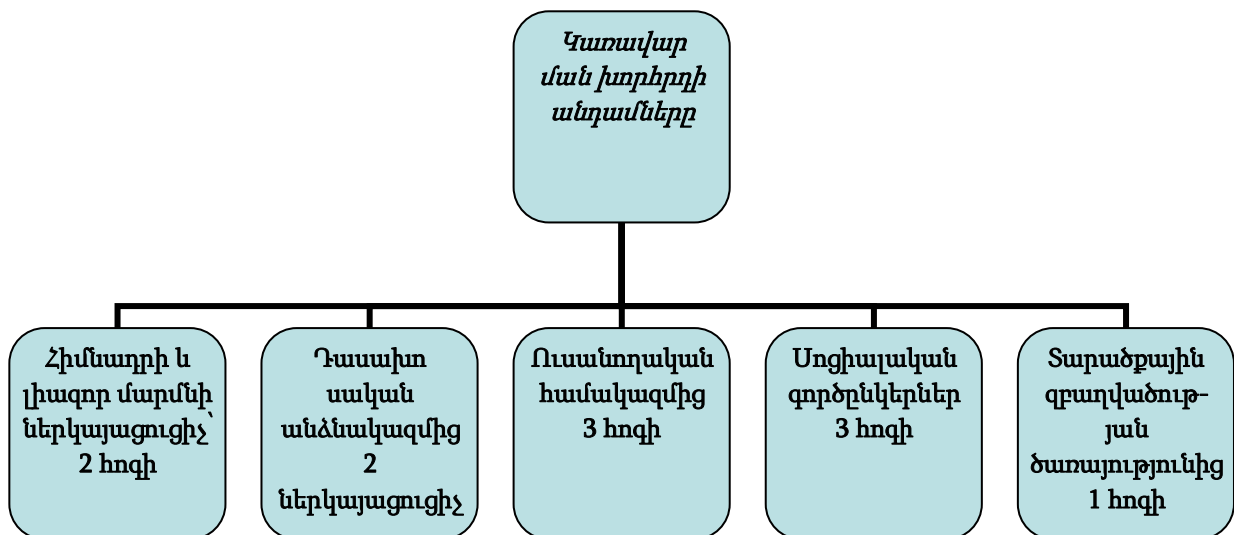 Կառավար
ման խորհրդի
անդամները
Հիմնադրի և
լիազոր մարմնի
ներկայացուցիչ՝
2 հոգի
Դասախո
սական
անձնակազմից
2
ներկայացուցիչ
Ուսանողական
համակազմից
3 հոգի
Սոցիալական
գործընկերներ
3 հոգի
Տարածքային
զբաղվածութ-
յան
ծառայությունից
1 հոգի